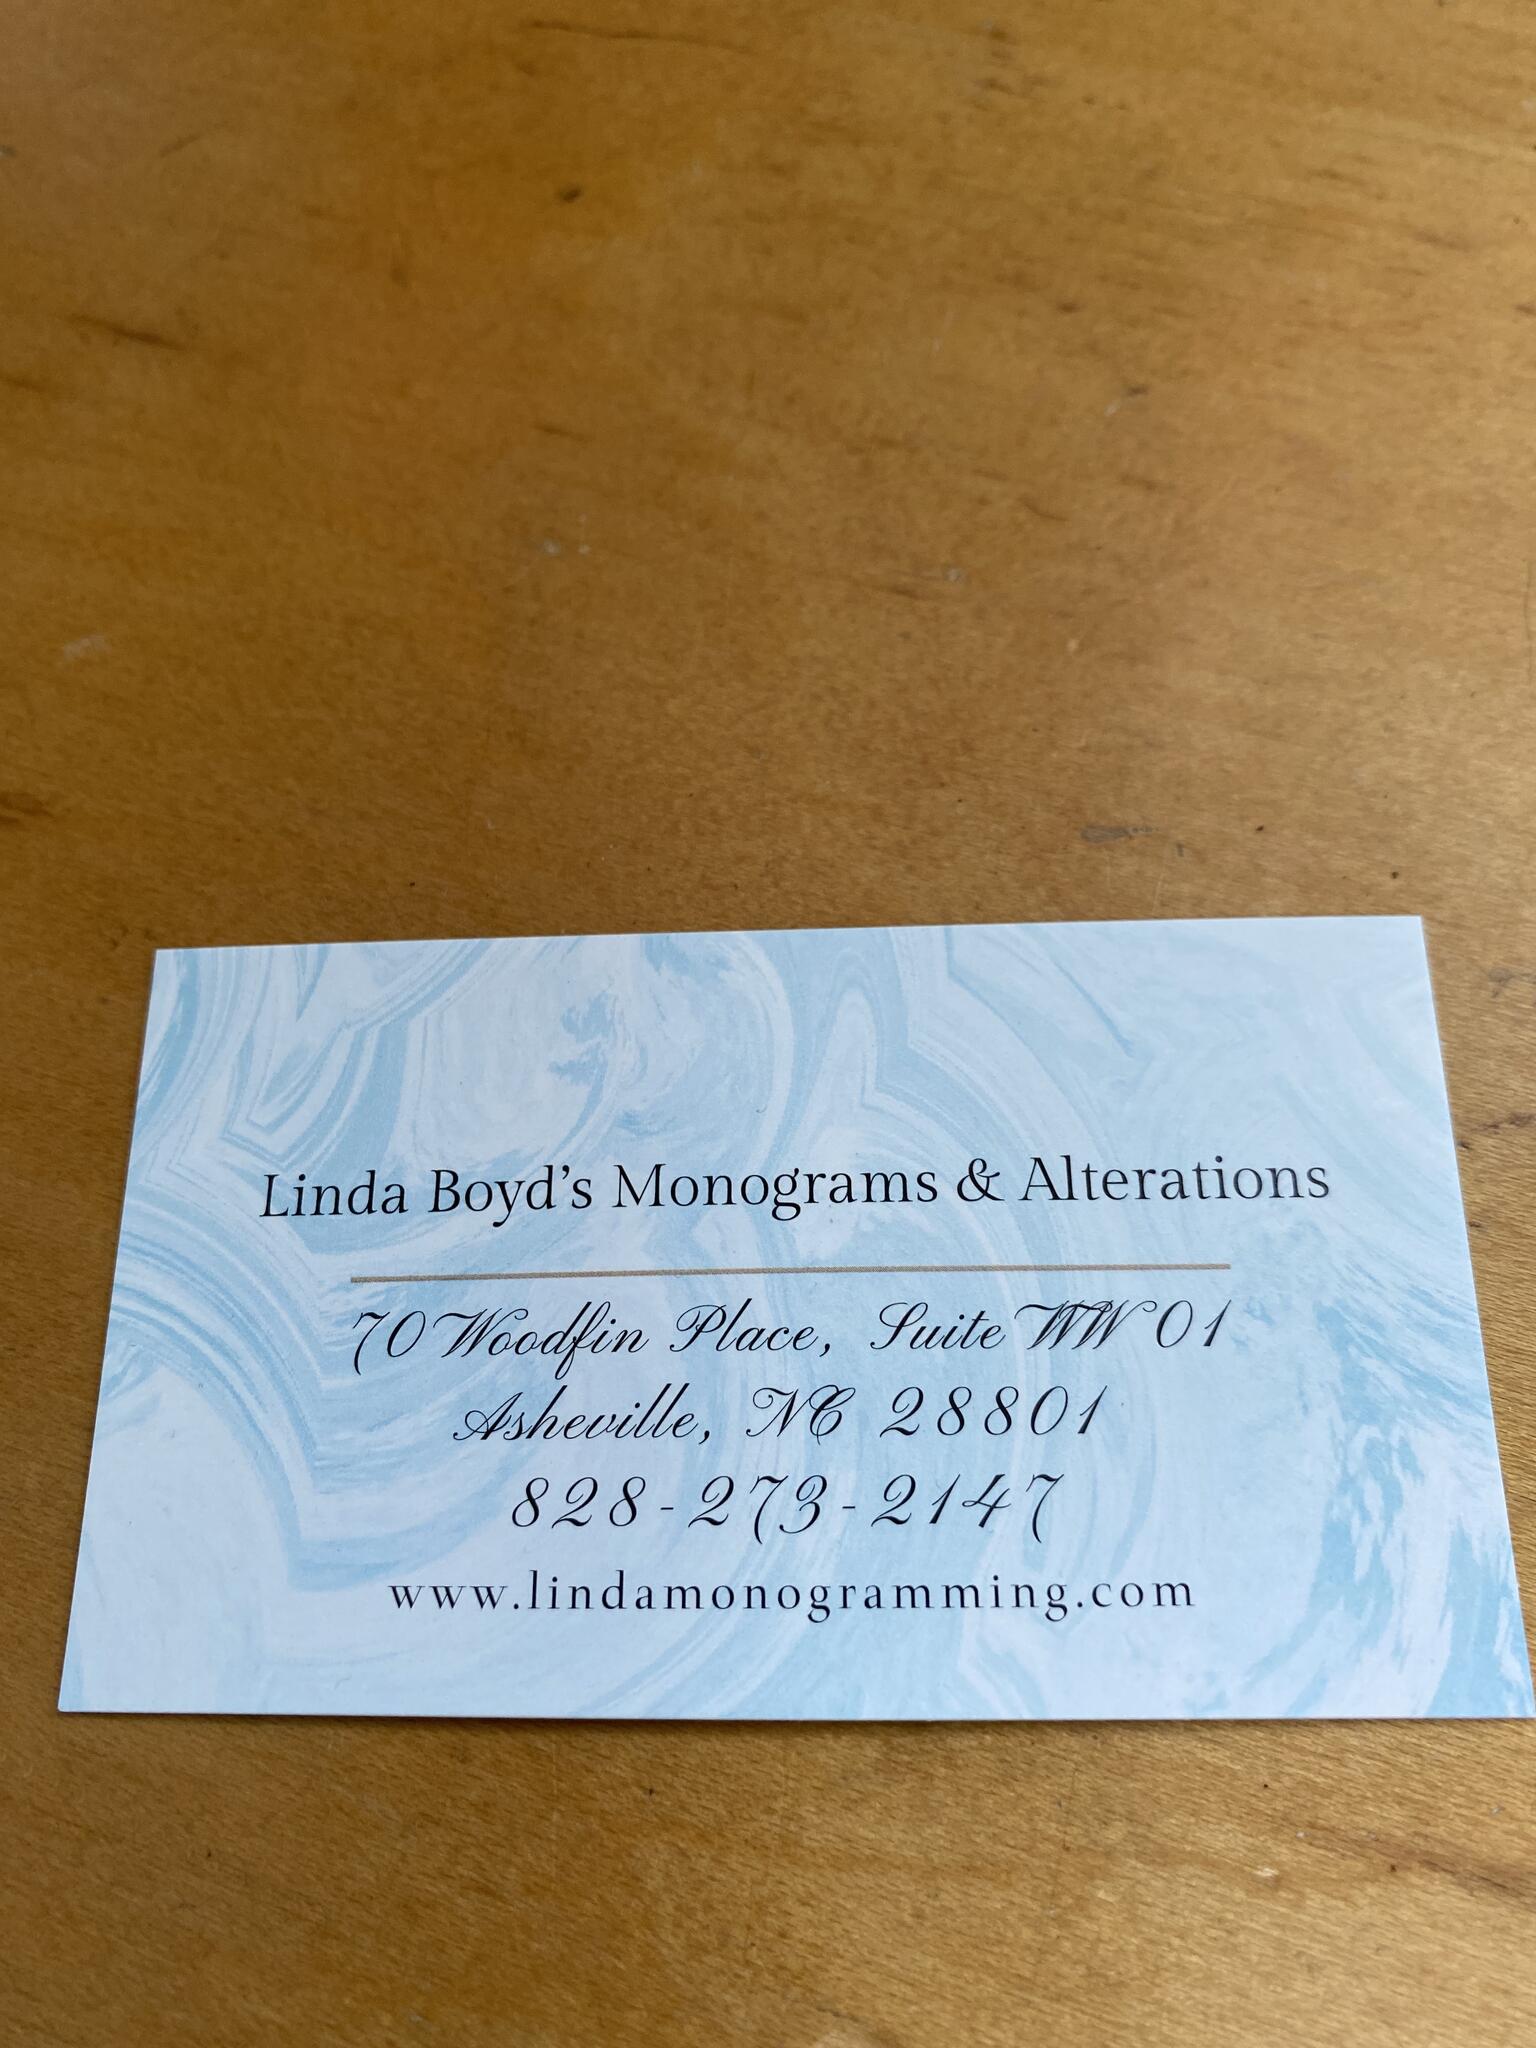 Linda Boyd’s Monograms & Alterations
70 Woodfin Place, Suite WW 01
Asheville, NC 28801
828-273-2147
www.lindamonogramming.com